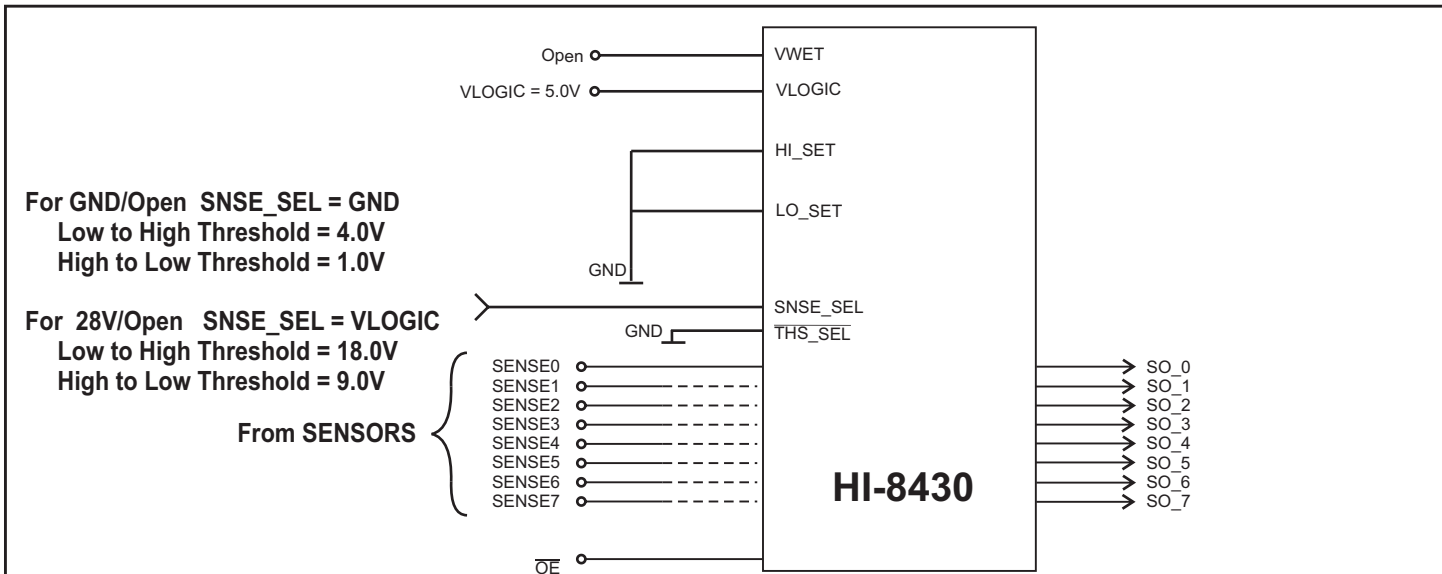 Open
VWET
VLOGIC = 5.0V
VLOGIC
HI_SET
For GND/Open SNSE_SEL = GND
Low to High Threshold = 4.0V
High to Low Threshold = 1.0V
LO_SET
GND
For 28V/Open SNSE_SEL = VLOGIC
Low to High Threshold = 18.0V
High to Low Threshold = 9.0V
SNSE_SEL
GND
THS_SEL
From SENSORS
SENSE0
SENSE1
SENSE2
SENSE3
SENSE4
SENSE5
SENSE6
SENSE7
HI-8430
SO_0
SO_1
SO_2
SO_3
SO_4
SO_5
SO_6
SO_7
OE